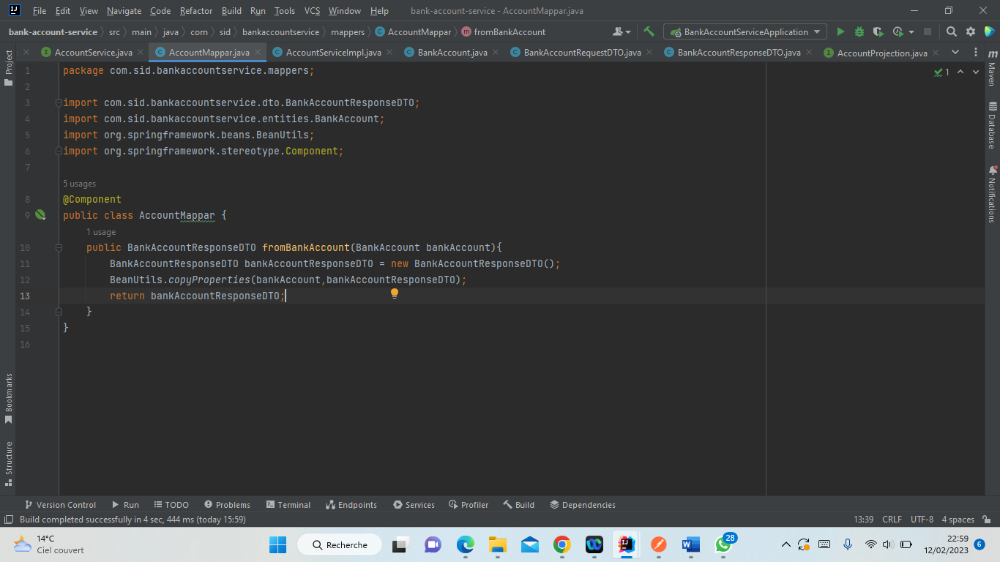 File Edit View Navigate Code Refactor Build Run Tools VCS Window Help bank-account-service - AccountMappar.java
bank-account-service src main java com sid bankaccountservice mappers AccountMappar fromBankAccount BankAccountServiceApplication
AccountService.java AccountMappar.java AccountServiceImpl.java BankAccount.java BankAccountRequestDTO.java BankAccountResponseDTO.java AccountProjection.java
Project
Maven
Database
Notifications
Bookmarks
Structure
1
1 package com.sid.bankaccountservice.mappers;
2
3 import com.sid.bankaccountservice.dto.BankAccountResponseDTO;
4 import com.sid.bankaccountservice.entities.BankAccount;
5 import org.springframework.beans.BeanUtils;
6 import org.springframework.stereotype.Component;
7
5 usages
8 @Component
9 public class AccountMappar {
1 usage
10 public BankAccountResponseDTO fromBankAccount(BankAccount bankAccount){
11 BankAccountResponseDTO bankAccountResponseDTO = new BankAccountResponseDTO();
12 BeanUtils.copyProperties(bankAccount,bankAccountResponseDTO);
13 return bankAccountResponseDTO;
14 }
15 }
16
Version Control Run TODO Problems Terminal Endpoints Services Profiler Build Dependencies
Build completed successfully in 4 sec, 444 ms (today 15:59) 13:39 CRLF UTF-8 4 spaces
14°C
Ciel couvert
Recherche
28
22:59
12/02/2023
6